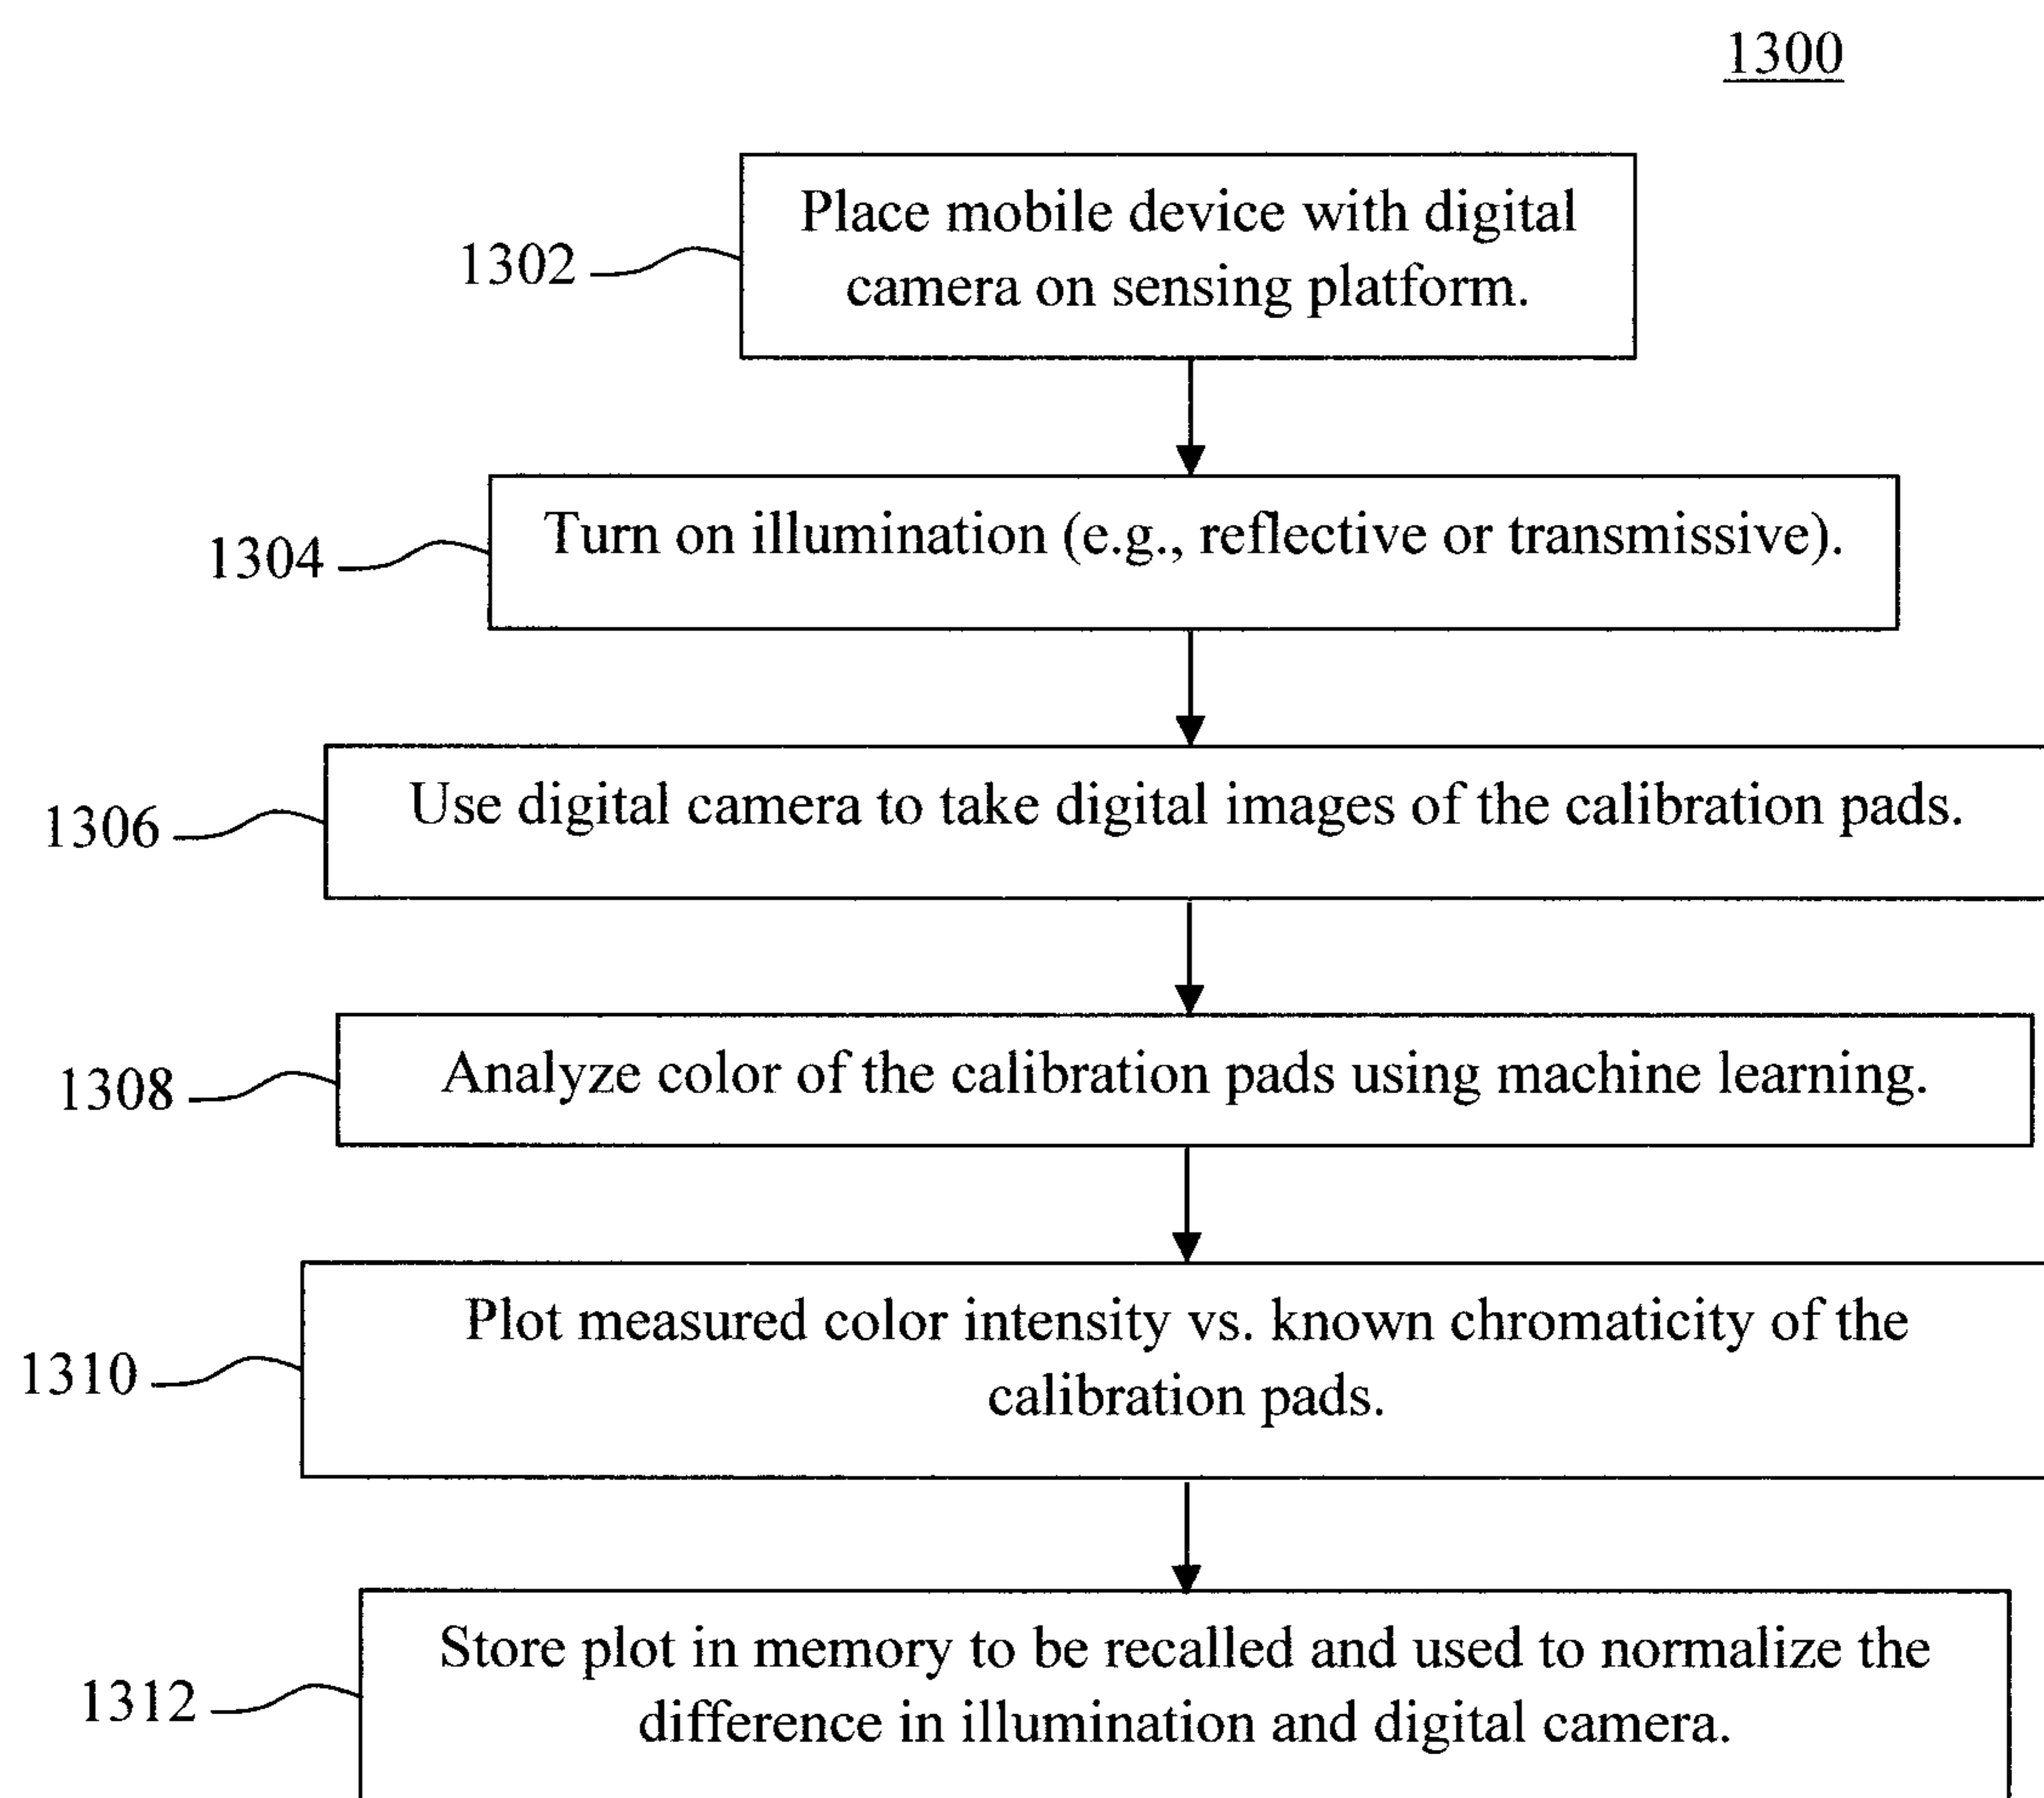 1300
Place mobile device with digital
camera on sensing platform.
1302
Turn on illumination (e.g., reflective or transmissive).
1304
Use digital camera to take digital images of the calibration pads.
1306
Analyze color of the calibration pads using machine learning.
1308
Plot measured color intensity vs. known chromaticity of the
calibration pads.
1310
Store plot in memory to be recalled and used to normalize the
difference in illumination and digital camera.
1312